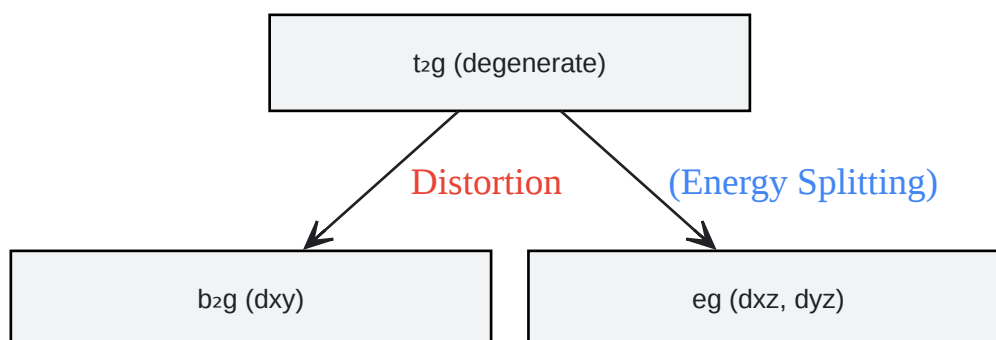 t₂g (degenerate)
Distortion
(Energy Splitting)
b₂g (dxy)
eg (dxz, dyz)